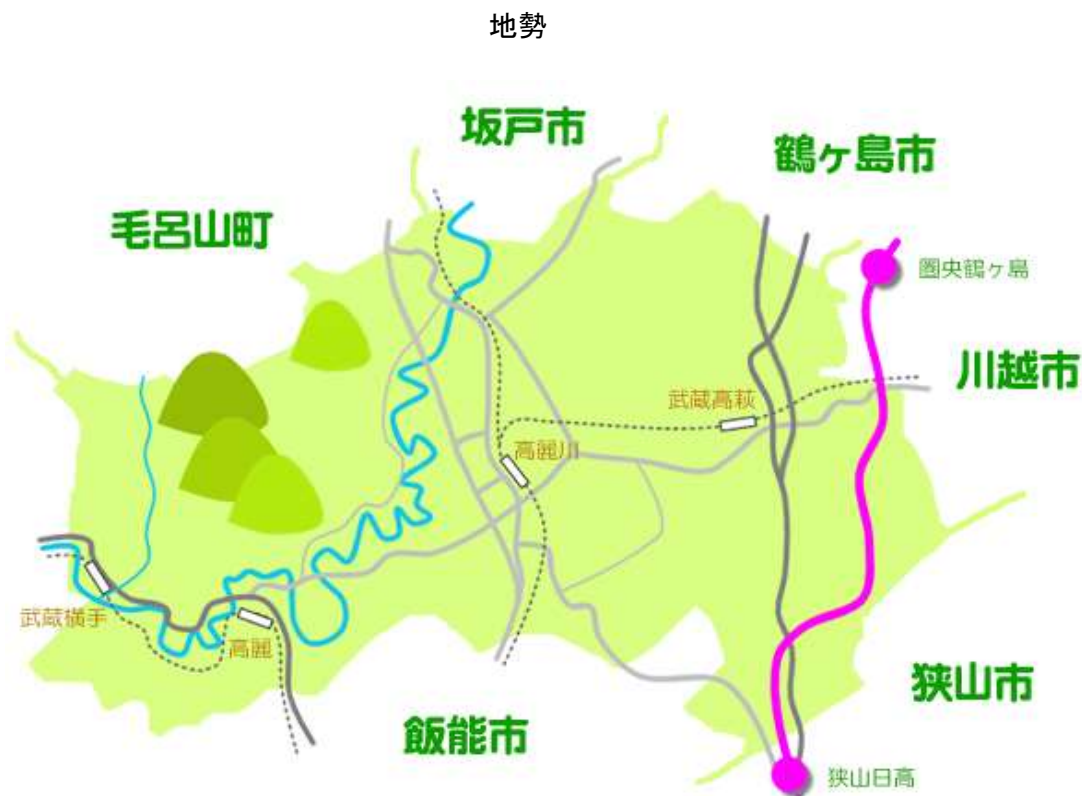 地勢
坂戸市
鶴ヶ島市
毛呂山町
圏央鶴ヶ島
川越市
武蔵高萩
高麗川
武蔵横手
高麗
狭山市
飯能市
狭山日高